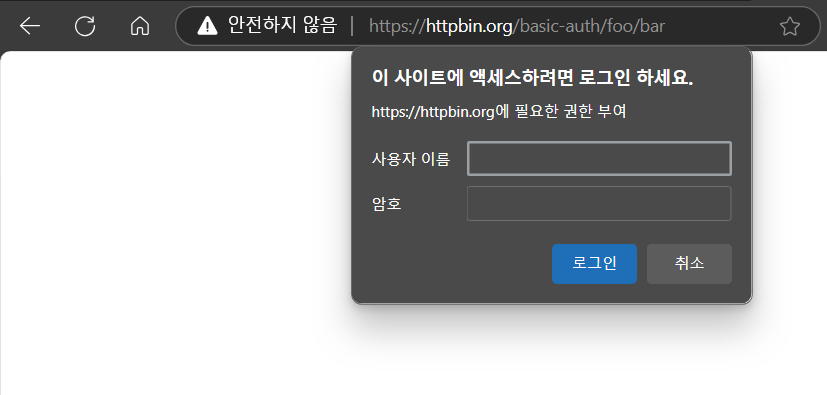 안전하지 않음 | https://httpbin.org/basic-auth/foo/bar
이 사이트에 액세스하려면 로그인 하세요.
https://httpbin.org에 필요한 권한 부여
사용자 이름
암호
로그인 취소